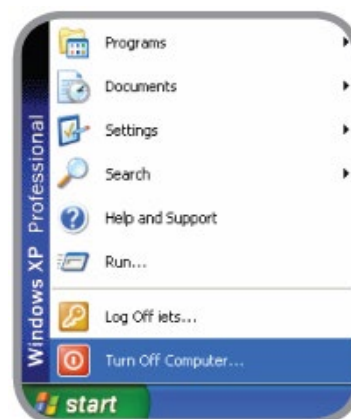 Programs
Documents
Settings
Search
Help and Support
Run...
Log Off iets...
Turn Off Computer...
Windows XP Professional
start